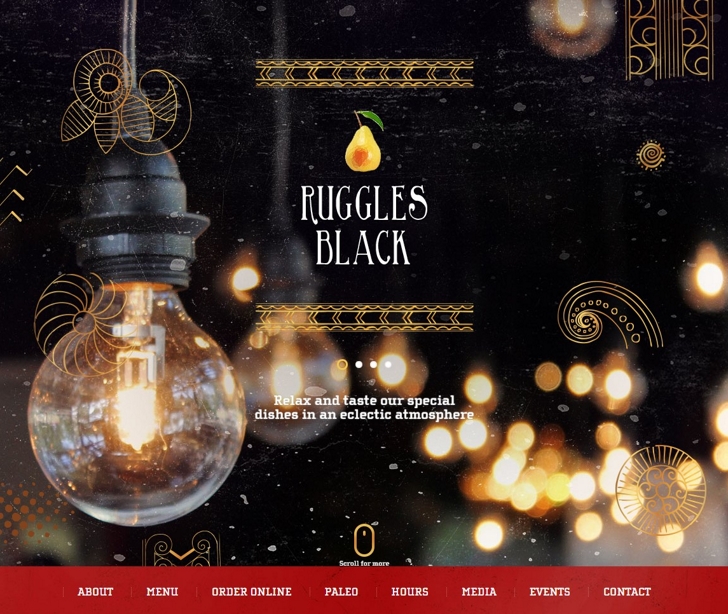 RUGGLES
BLACK
Relax and taste our special
dishes in an eclectic atmosphere
Scroll for more
ABOUT
MENU
ORDER ONLINE
PALEO
HOURS
MEDIA
EVENTS
CONTACT